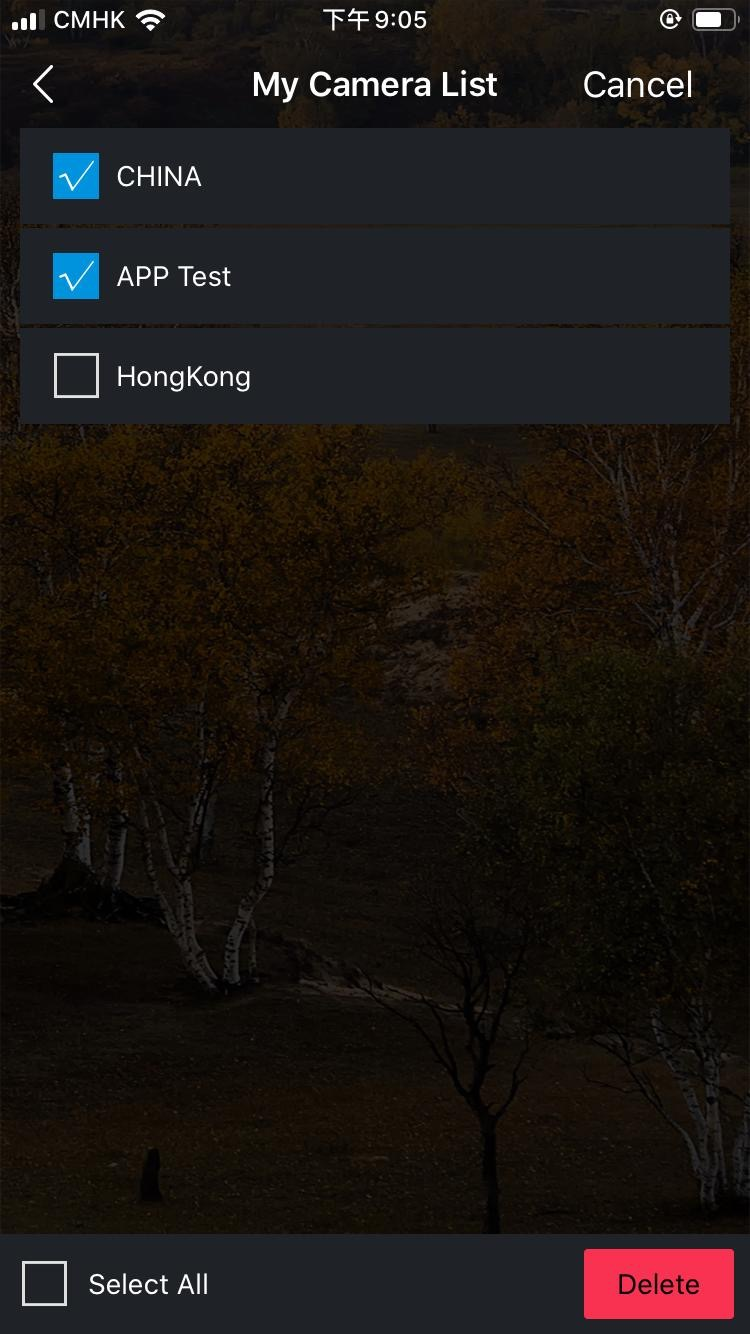 CMHK 下午9:05
My Camera List Cancel
CHINA
APP Test
HongKong
Select All Delete